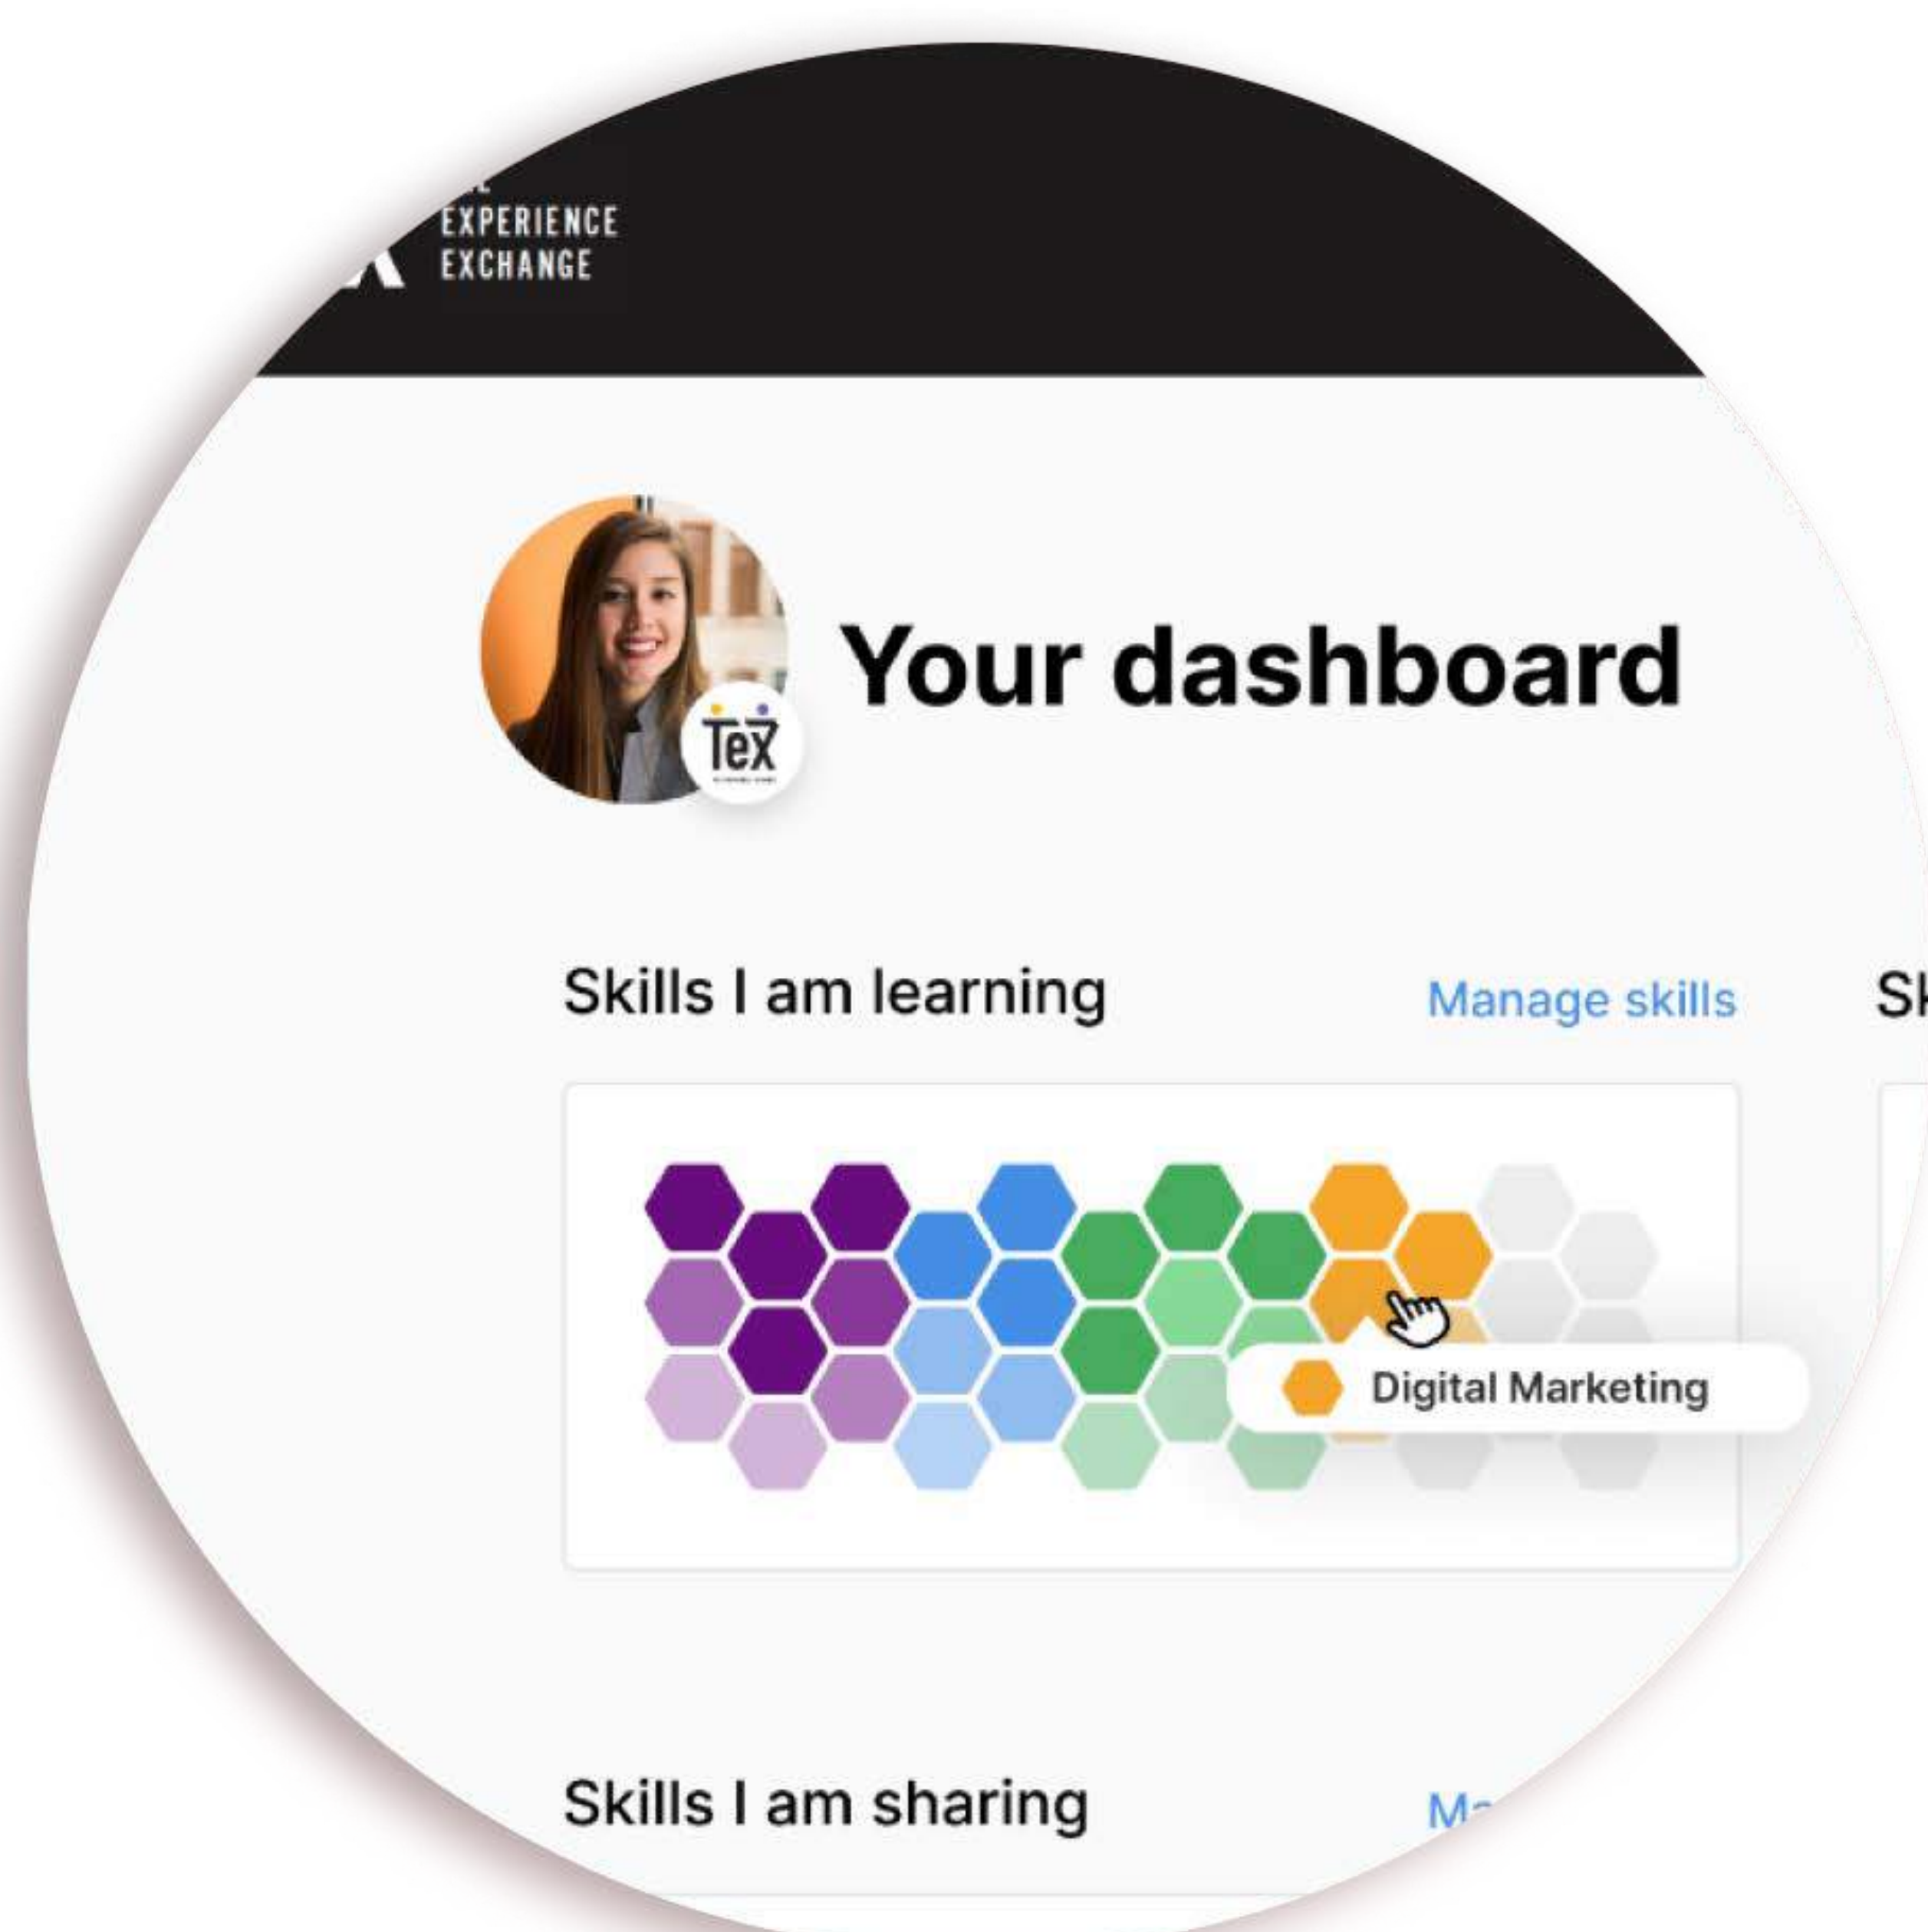 EXPERIENCE
EXCHANGE
Tex
Your dashboard
Skills I am learning
Manage skills
Digital Marketing
Skills I am sharing